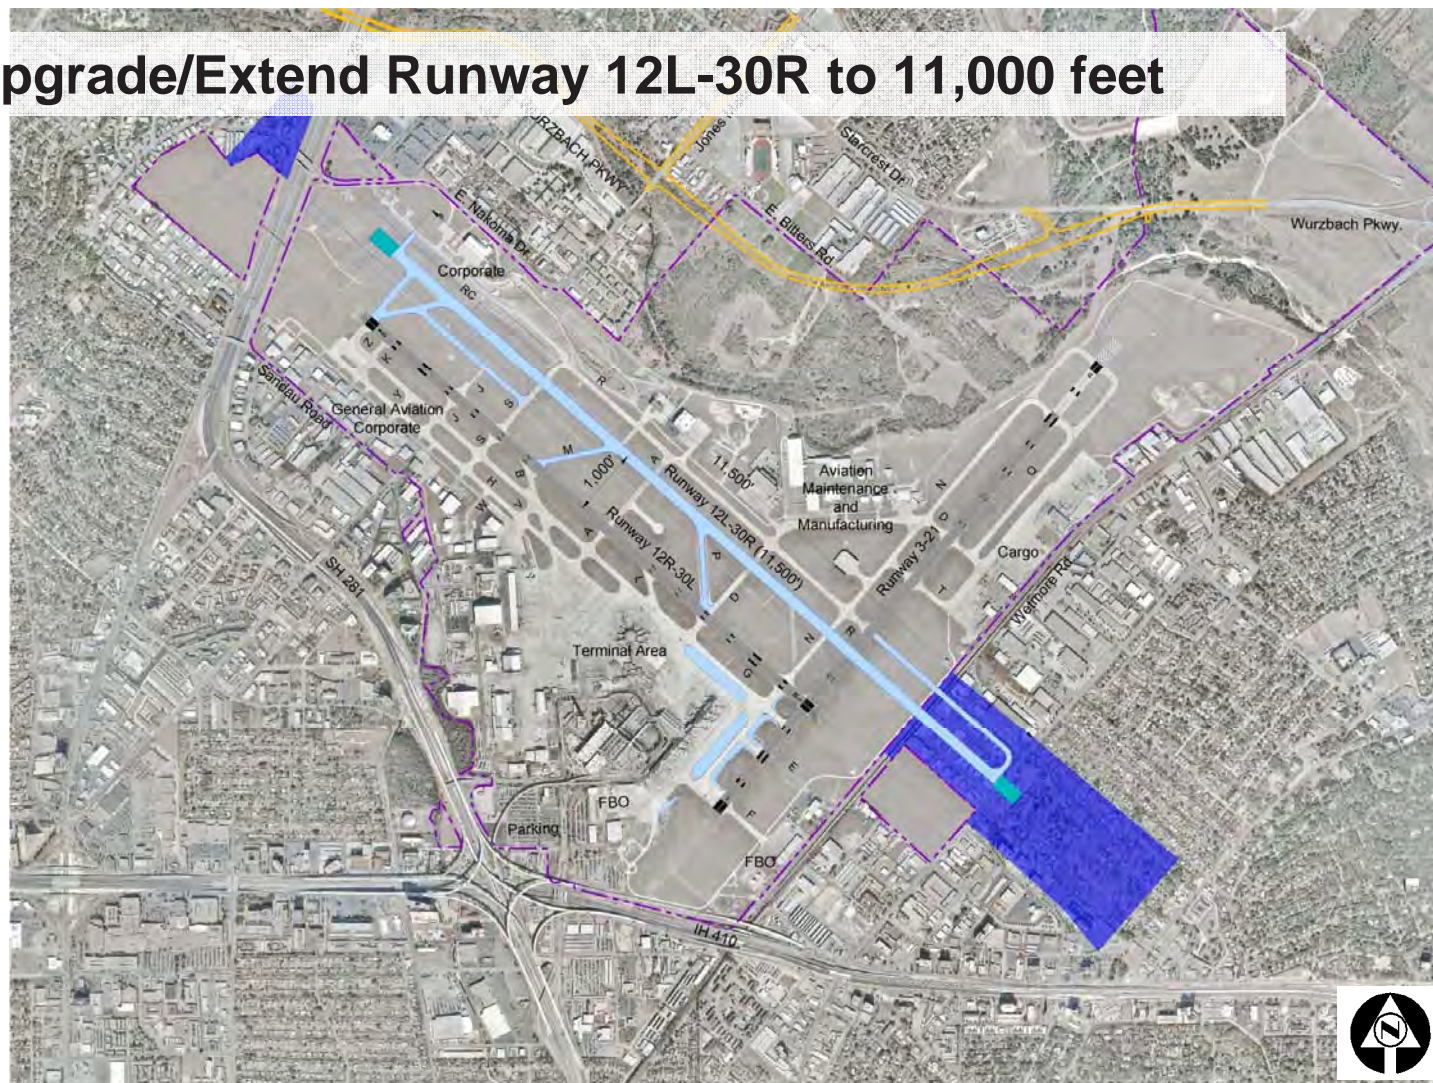 pgrade/Extend Runway 12L-30R to 11,000 feet
WURZBACH PKWY
Jones
Starcrest Dr
E. Nakoma Dr
E. Bitters Rd
Wurzbach Pkwy.
Corporate
RC
Z
K
Y
J
J
S
S
R
Sandau Road
General Aviation
Corporate
H
W
B
V
M
1,000'
A
11,500'
Aviation
Maintenance
and
Manufacturing
N
D
Q
Runway 12L-30R (11,500')
Runway 12R-30L
A
L
P
D
Runway 3-21
Cargo
T
Wetmore Rd
SH 281
N
R
Terminal Area
G
E
F
FBO
Parking
FBO
IH 410
N